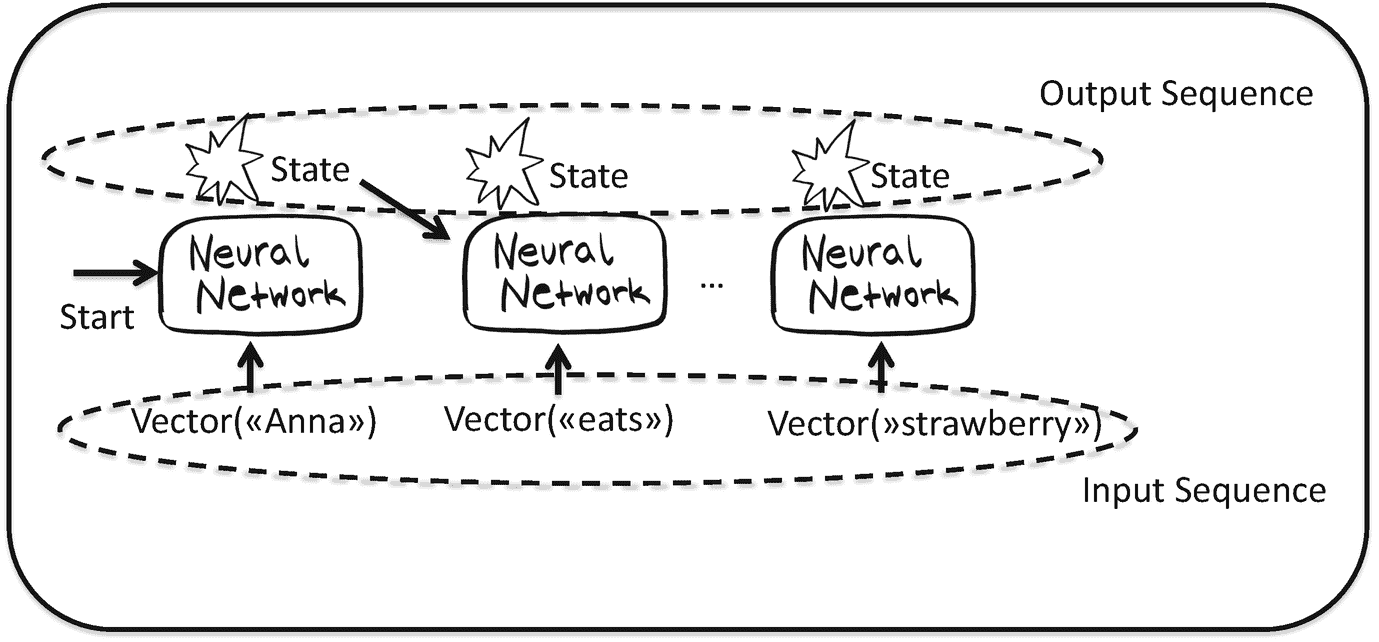 Output Sequence
State
State
State
Neural
Network
Neural
Network
...
Neural
Network
Start
Vector(«Anna»)
Vector(«eats»)
Vector(»strawberry»)
Input Sequence